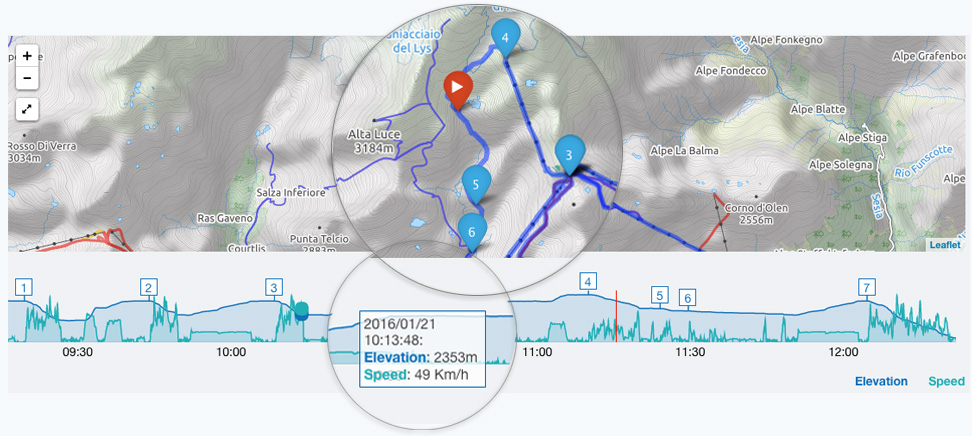 +
−
niacciaio
del Lys
4
Alpe Fonkegno
Alpe Fondecco
Alpe Grafenboo
Alpe Blatte
Alta Luce
3184m
Rosso Di Verra
3034m
3
Alpe La Balma
Alpe Stiga
Alpe Solegna
Rio Funscotte
Alpe
5
Salza Inferiore
Sesia
Ras Gaveno
Corno d'Olen
2556m
6
Punta Telcio
2883m
Courtlis
Leaflet
1
2
3
4
5
6
7
2016/01/21
10:13:48:
Elevation: 2353m
Speed: 49 Km/h
09:30
10:00
11:00
11:30
12:00
Elevation
Speed